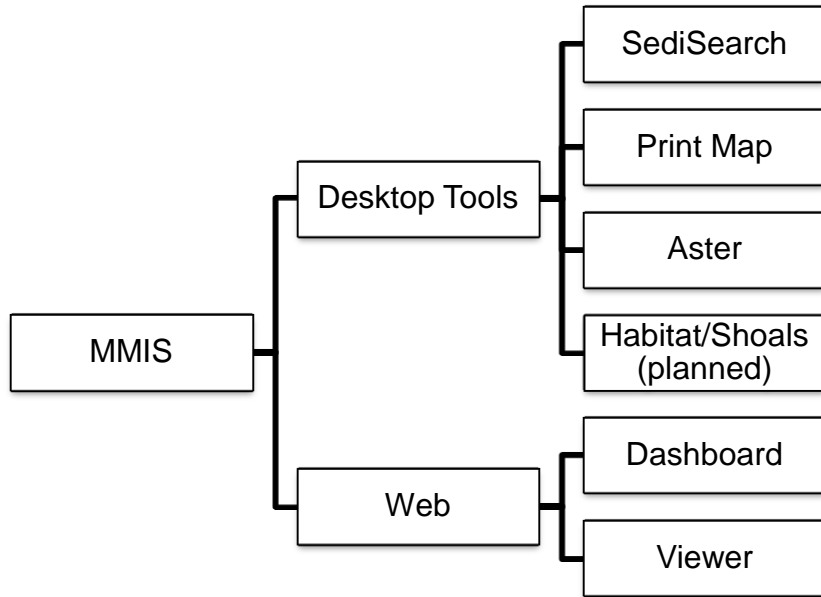 MMIS
Desktop Tools
SediSearch
Print Map
Aster
Habitat/Shoals
(planned)
Web
Dashboard
Viewer